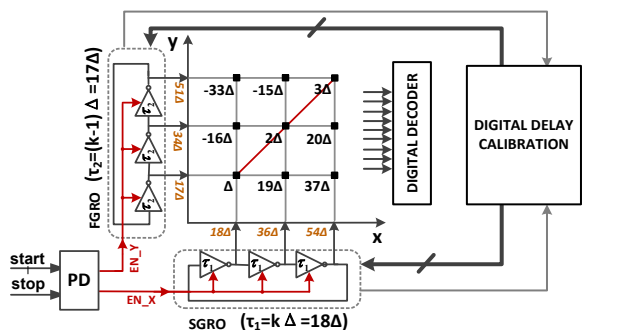 y
-33Δ -15Δ 3Δ
-16Δ 2Δ 20Δ
Δ 19Δ 37Δ
x
51Δ
34Δ
17Δ
18Δ 36Δ 54Δ
FGRO (τ2=(k-1) Δ =17Δ)
τ2
τ2
τ2
DIGITAL DECODER
DIGITAL DELAY
CALIBRATION
start
stop
PD
EN_Y
EN_X
τ1 τ1 τ1
SGRO (τ1=k Δ =18Δ)